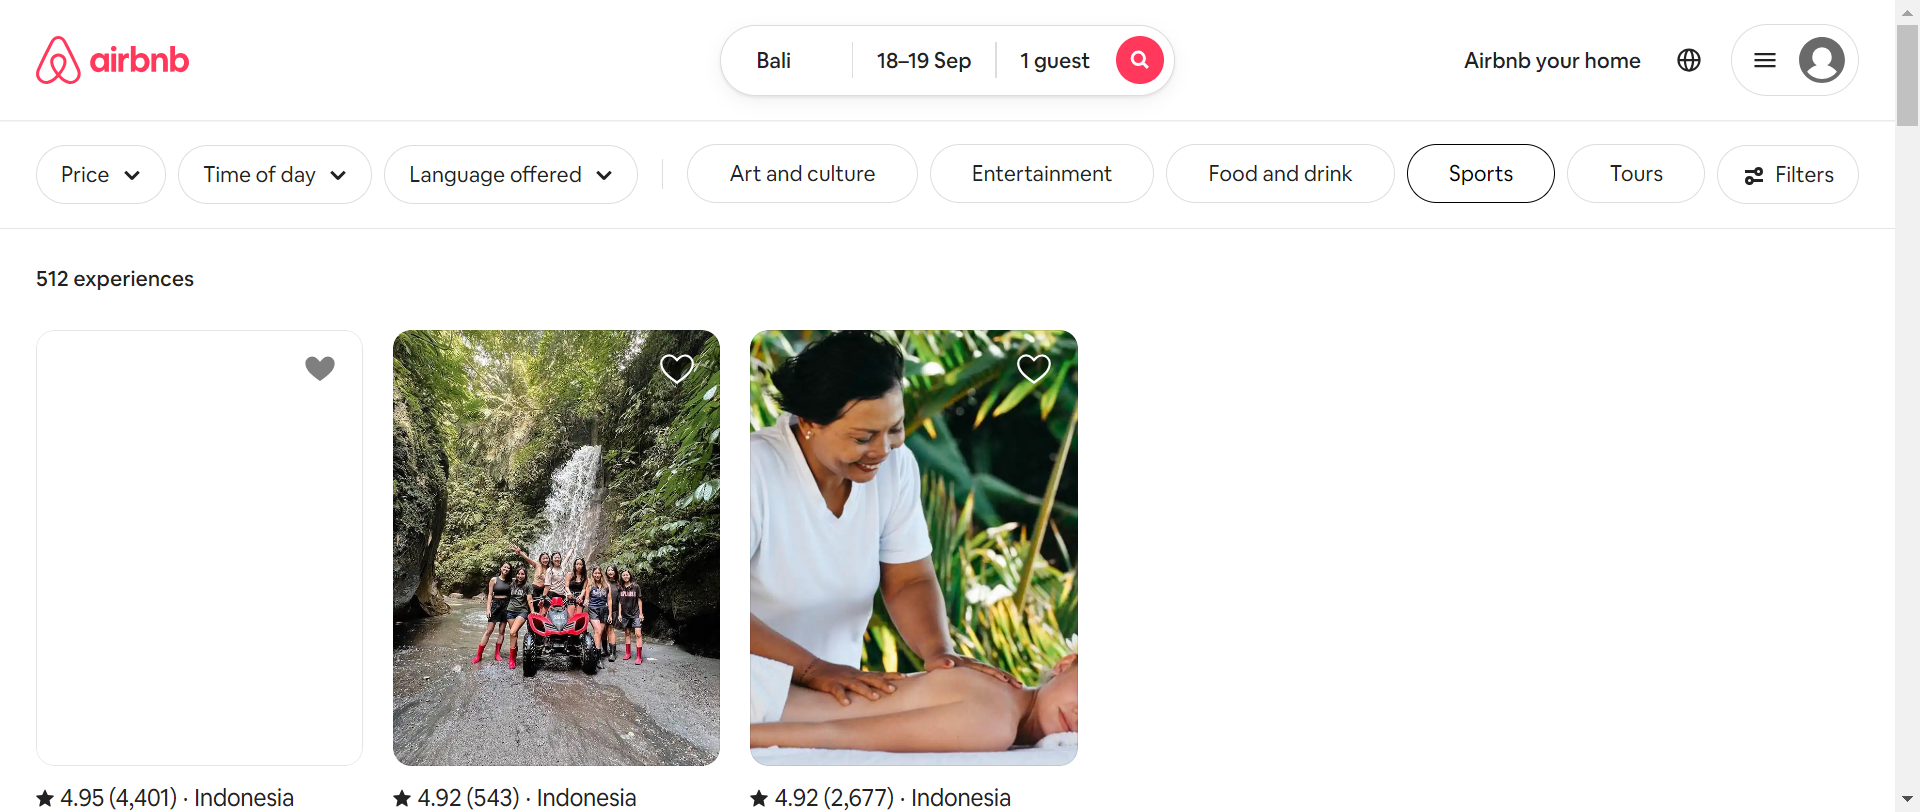 airbnb
Bali
18–19 Sep
1 guest
Airbnb your home
Price
Time of day
Language offered
Art and culture
Entertainment
Food and drink
Sports
Tours
Filters
512 experiences
4.95 (4,401) · Indonesia
4.92 (543) · Indonesia
4.92 (2,677) · Indonesia